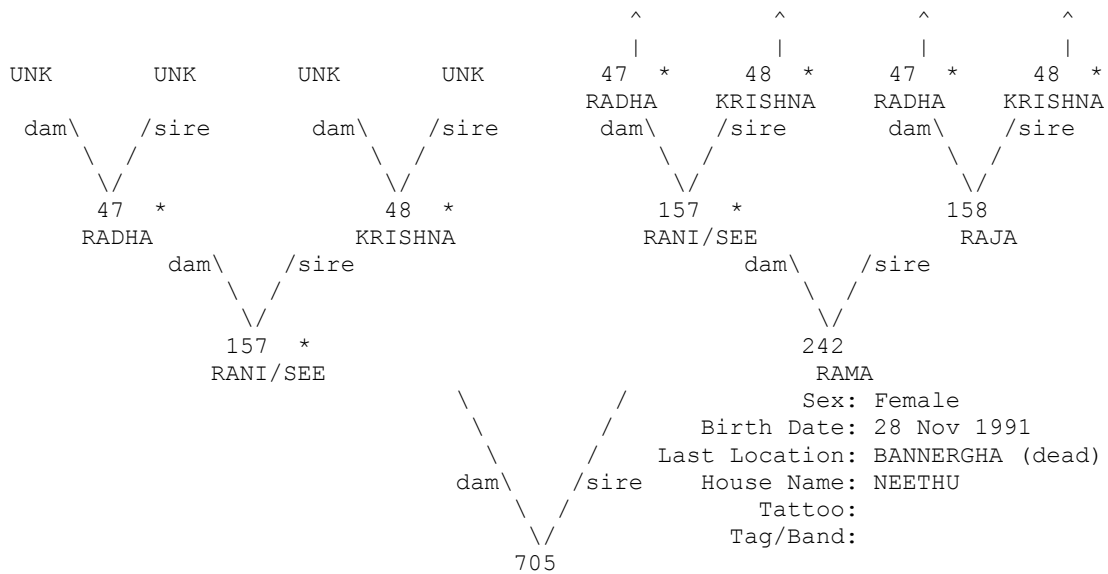 ^ ^ ^ ^
| | | |
UNK UNK UNK UNK 47 * 48 * 47 * 48 *
RADHA KRISHNA RADHA KRISHNA
dam\ /sire dam\ /sire dam\ /sire dam\ /sire
\ / \ / \ / \ /
\/ \/ \/ \/
47 * 48 * 157 * 158
RADHA KRISHNA RANI/SEE RAJA
dam\ /sire dam\ /sire
\ / \ /
\/ \/
157 * 242
RANI/SEE RAMA
\ / Sex: Female
\ / Birth Date: 28 Nov 1991
\ / Last Location: BANNERGHA (dead)
dam\ /sire House Name: NEETHU
\ / Tattoo:
\/ Tag/Band:
705